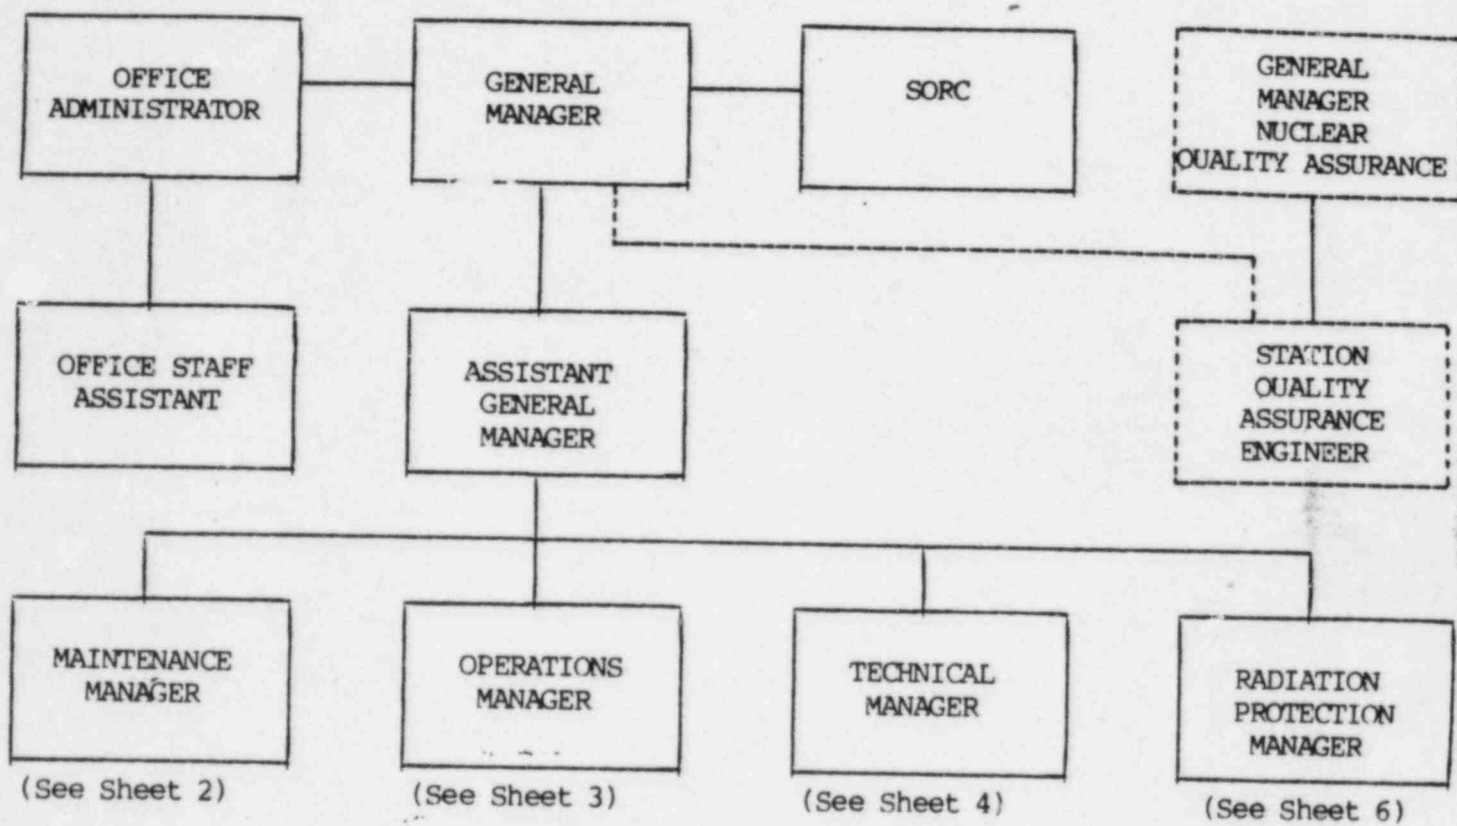 OFFICE
ADMINISTRATOR
GENERAL
MANAGER
SORC
GENERAL
MANAGER
NUCLEAR
QUALITY ASSURANCE
OFFICE STAFF
ASSISTANT
ASSISTANT
GENERAL
MANAGER
STATION
QUALITY
ASSURANCE
ENGINEER
MAINTENANCE
MANAGER
OPERATIONS
MANAGER
TECHNICAL
MANAGER
RADIATION
PROTECTION
MANAGER
(See Sheet 2)
(See Sheet 3)
(See Sheet 4)
(See Sheet 6)